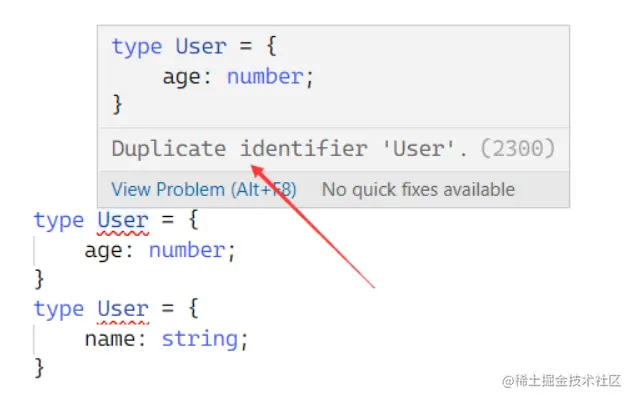 type User = {
    age: number;
}
Duplicate identifier 'User'. (2300)
View Problem (Alt+F8)    No quick fixes available
type User = {
    age: number;
}
type User = {
    name: string;
}
@稀土掘金技术社区